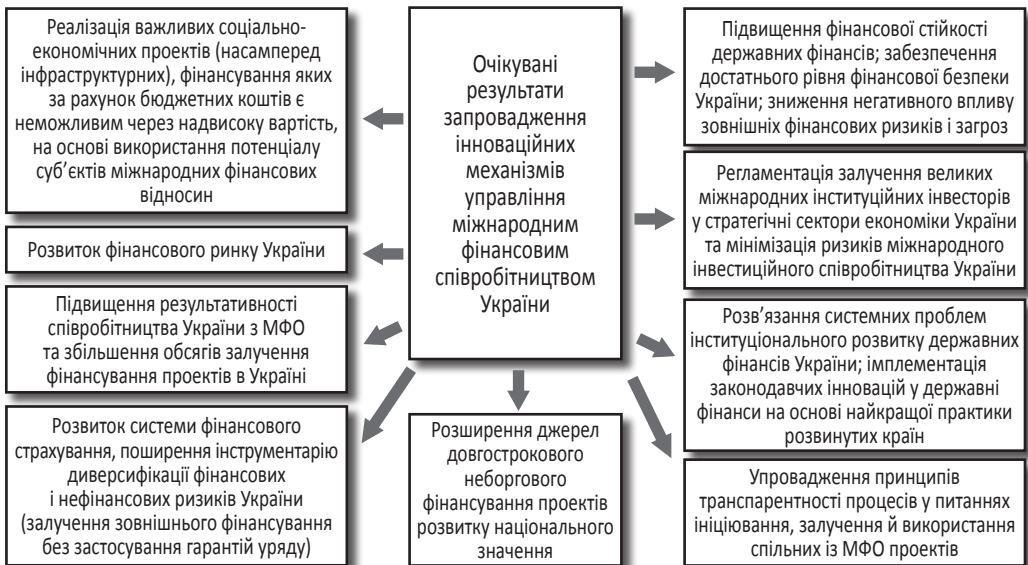 Реалізація важливих соціально-
економічних проектів (насамперед
інфраструктурних), фінансування яких
за рахунок бюджетних коштів є
неможливим через надвисоку вартість,
на основі використання потенціалу
суб’єктів міжнародних фінансових
відносин
Розвиток фінансового ринку України
Підвищення результативності
співробітництва України з МФО
та збільшення обсягів залучення
фінансування проектів в Україні
Розвиток системи фінансового
страхування, поширення інструментарію
диверсифікації фінансових
і нефінансових ризиків України
(залучення зовнішнього фінансування
без застосування гарантій уряду)
Очікувані
результати
запровадження
інноваційних
механізмів
управління
міжнародним
фінансовим
співробітництвом
України
Розширення джерел
довгострокового
неборгового
фінансування проектів
розвитку національного
значення
Підвищення фінансової стійкості
державних фінансів; забезпечення
достатнього рівня фінансової безпеки
України; зниження негативного впливу
зовнішніх фінансових ризиків і загроз
Регламентація залучення великих
міжнародних інституційних інвесторів
у стратегічні сектори економіки України
та мінімізація ризиків міжнародного
інвестиційного співробітництва України
Розв’язання системних проблем
інституціонального розвитку державних
фінансів України; імплементація
законодавчих інновацій у державні
фінанси на основі найкращої практики
розвинутих країн
Упровадження принципів
транспарентності процесів у питаннях
ініціювання, залучення й використання
спільних із МФО проектів